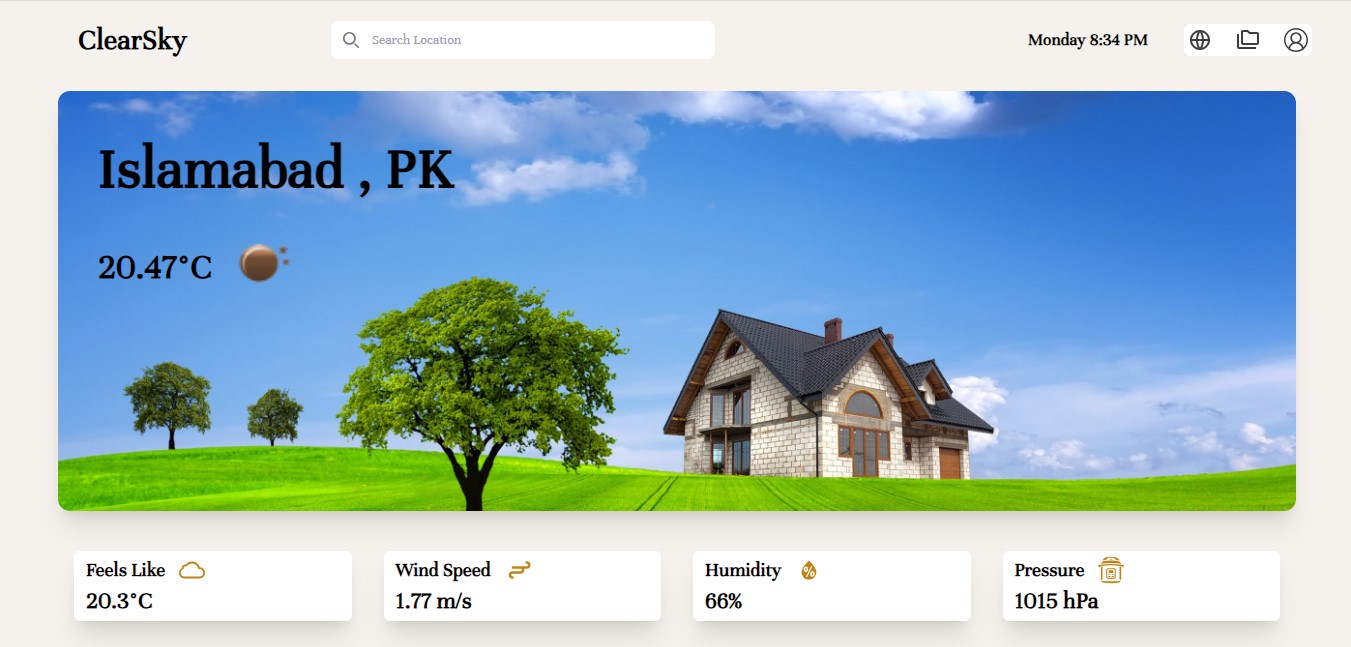 ClearSky
Search Location
Monday 8:34 PM
Islamabad , PK
20.47°C
Feels Like
20.3°C
Wind Speed
1.77 m/s
Humidity
%
66%
Pressure
1015 hPa